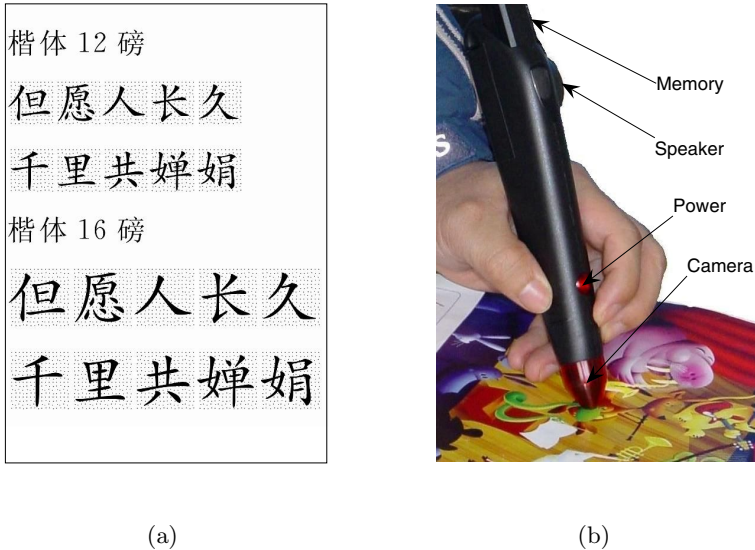 楷体 12 磅
但愿人长久
千里共婵娟
楷体 16 磅
但愿人长久
千里共婵娟
(a)
Memory
Speaker
Power
Camera
(b)